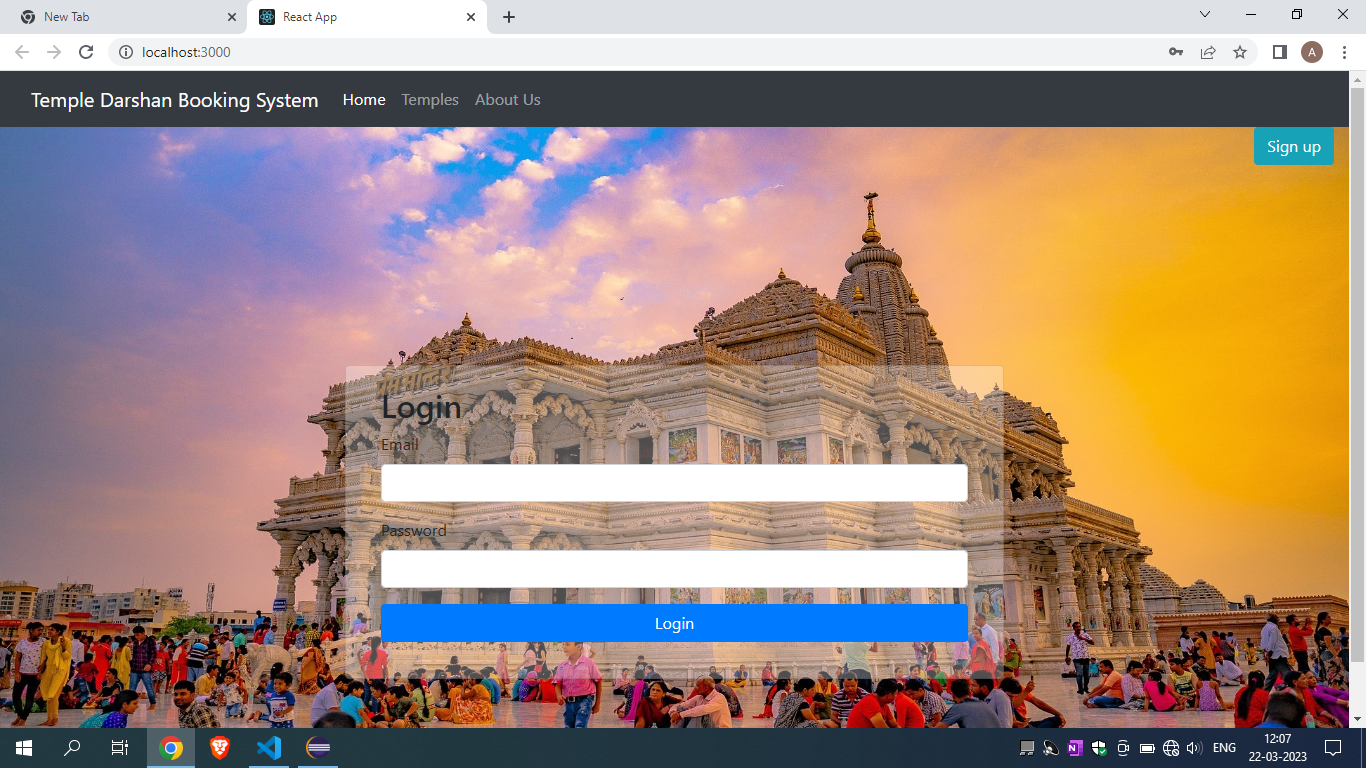 New Tab
React App
localhost:3000
A
Temple Darshan Booking System Home Temples About Us
Sign up
प्रेम मन्दिर
Login
Email
Password
Login
N
ENG
12:07
22-03-2023